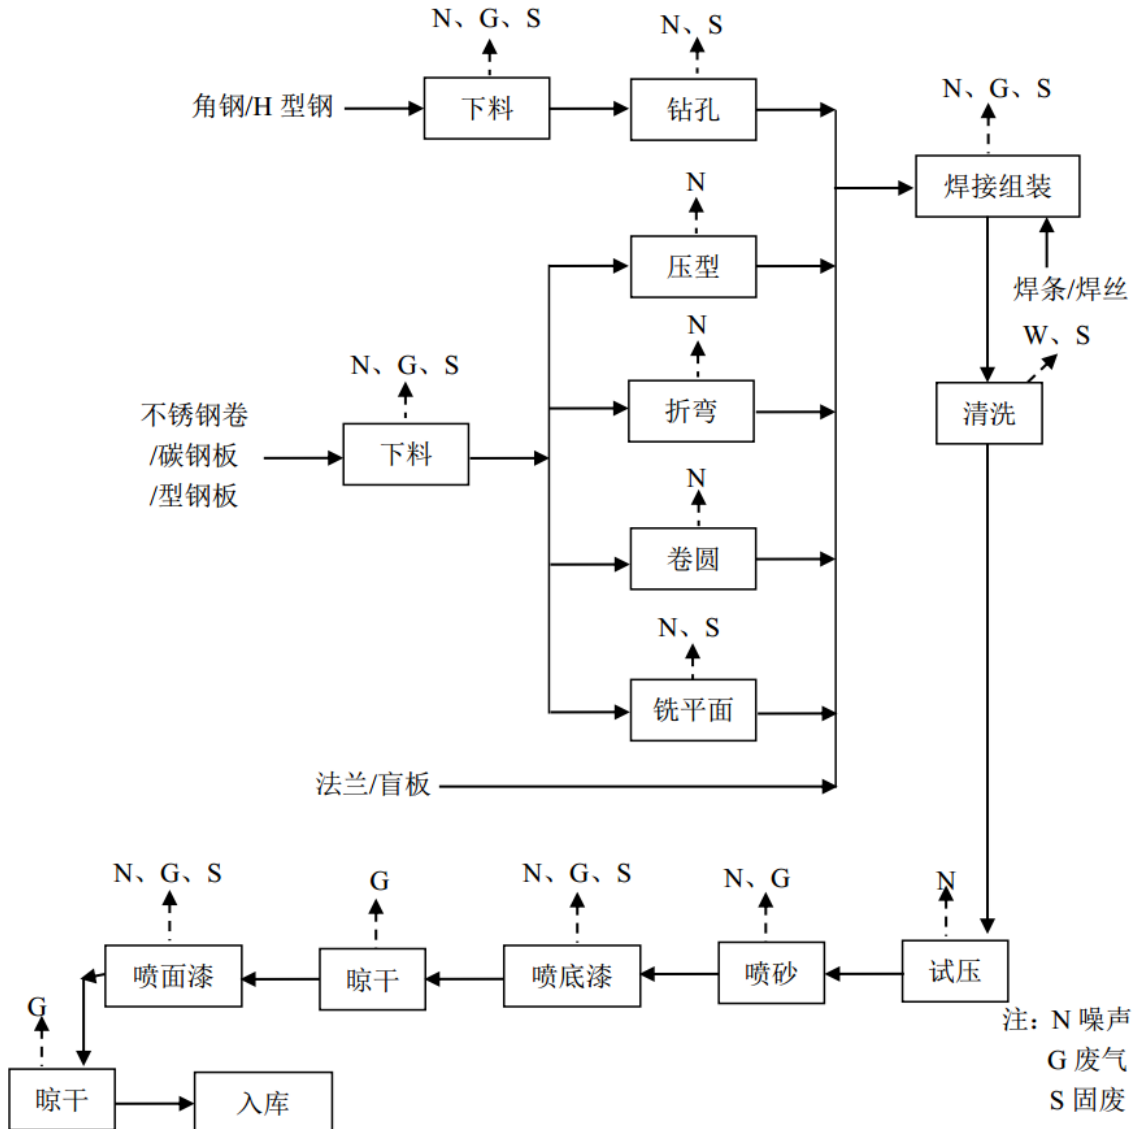 N、G、S
N、S
角钢/H 型钢
下料
钻孔
N、G、S
焊接组装
N
压型
焊条/焊丝
N
折弯
W、S
清洗
N、G、S
不锈钢卷
/碳钢板
/型钢板
下料
N
卷圆
N、S
铣平面
法兰/盲板
N、G、S
G
N、G、S
N、G
N
喷面漆
晾干
喷底漆
喷砂
试压
G
晾干
入库
注：N 噪声
G 废气
S 固废